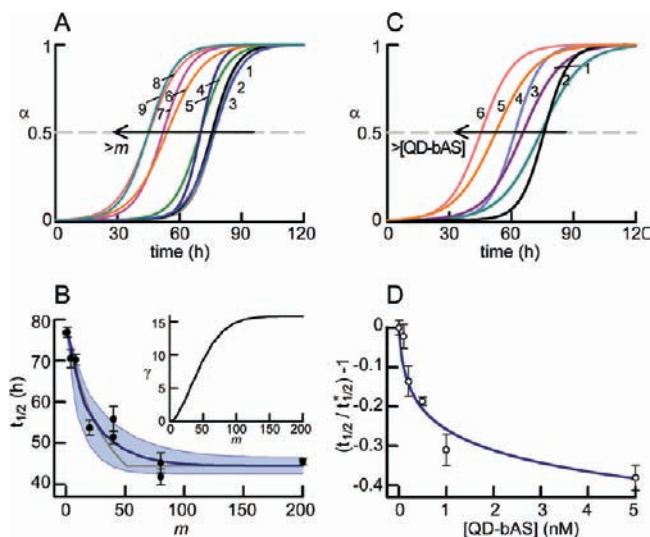 A
C
1
1
α
α
0.5
0.5
8
9
6
7
4
5
1
2
3
6
5
4
3
1
2
>m
>[QD-bAS]
0
0
0 30 60 90 120
0 30 60 90 12
time (h)
time (h)
B
D
80
70
60
50
40
t1/2 (h)
0 50 100 150 200
m
15
10
5
0
γ
0 50 100 150 200
m
0
-0.1
-0.2
-0.3
-0.4
(t1/2 / t*1/2) -1
0 1 2 3 4 5
[QD-bAS] (nM)